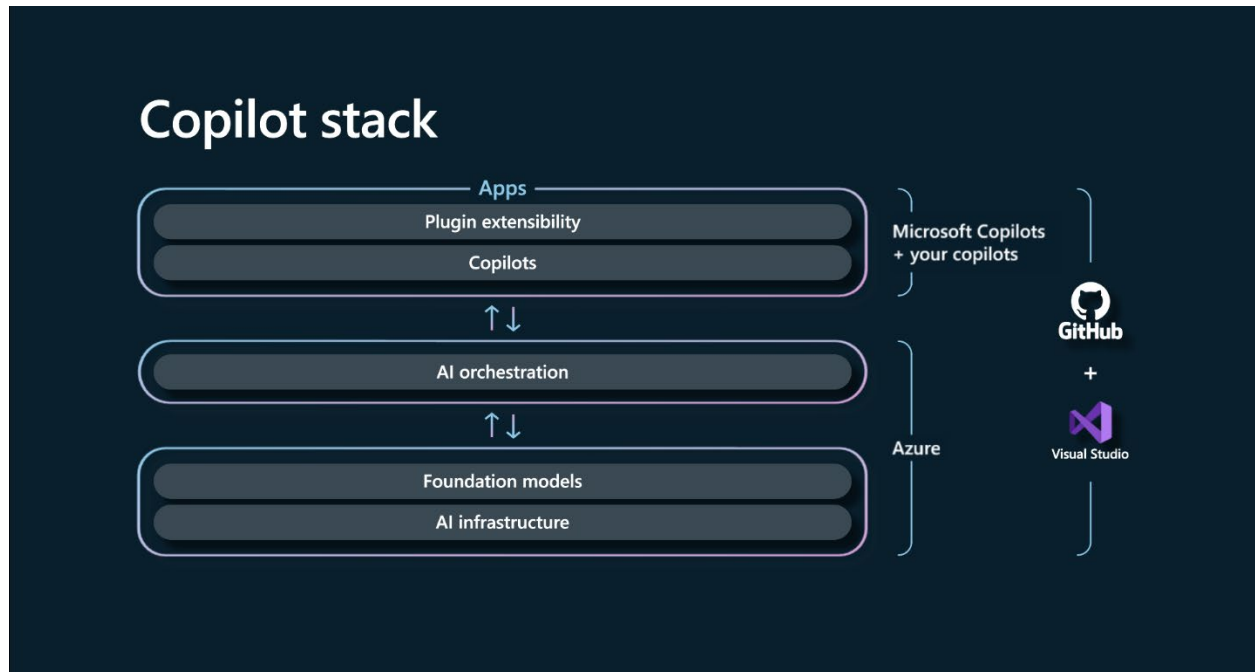 Copilot stack
Apps
Plugin extensibility
Copilots
Microsoft Copilots
+ your copilots
↑↓
AI orchestration
↑↓
Foundation models
AI infrastructure
Azure
GitHub
+
Visual Studio